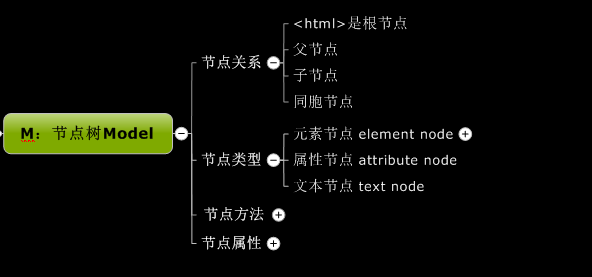 M：节点树Model
节点关系
<html>是根节点
父节点
子节点
同胞节点
节点类型
元素节点 element node
属性节点 attribute node
文本节点 text node
节点方法
节点属性